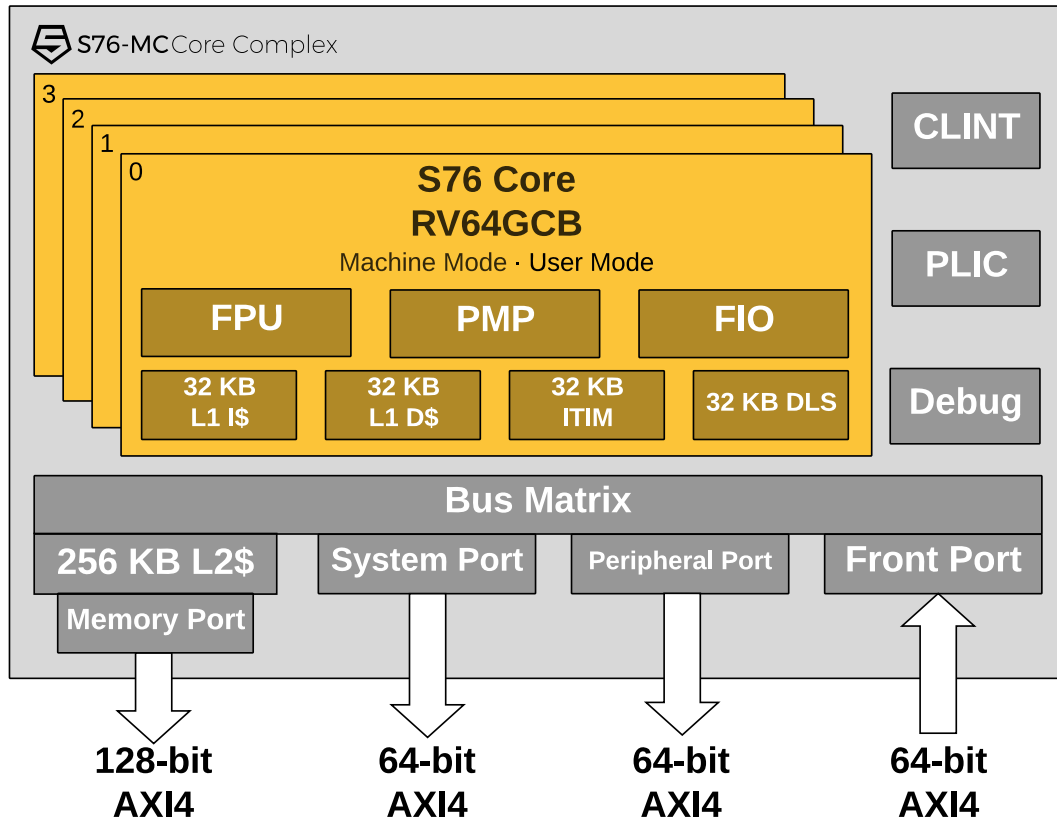 S76-MC Core Complex
3
2
1
0
S76 Core
RV64GCB
Machine Mode · User Mode
FPU
PMP
FIO
32 KB
L1 I$
32 KB
L1 D$
32 KB
ITIM
32 KB DLS
CLINT
PLIC
Debug
Bus Matrix
256 KB L2$
System Port
Peripheral Port
Front Port
Memory Port
128-bit
AXI4
64-bit
AXI4
64-bit
AXI4
64-bit
AXI4